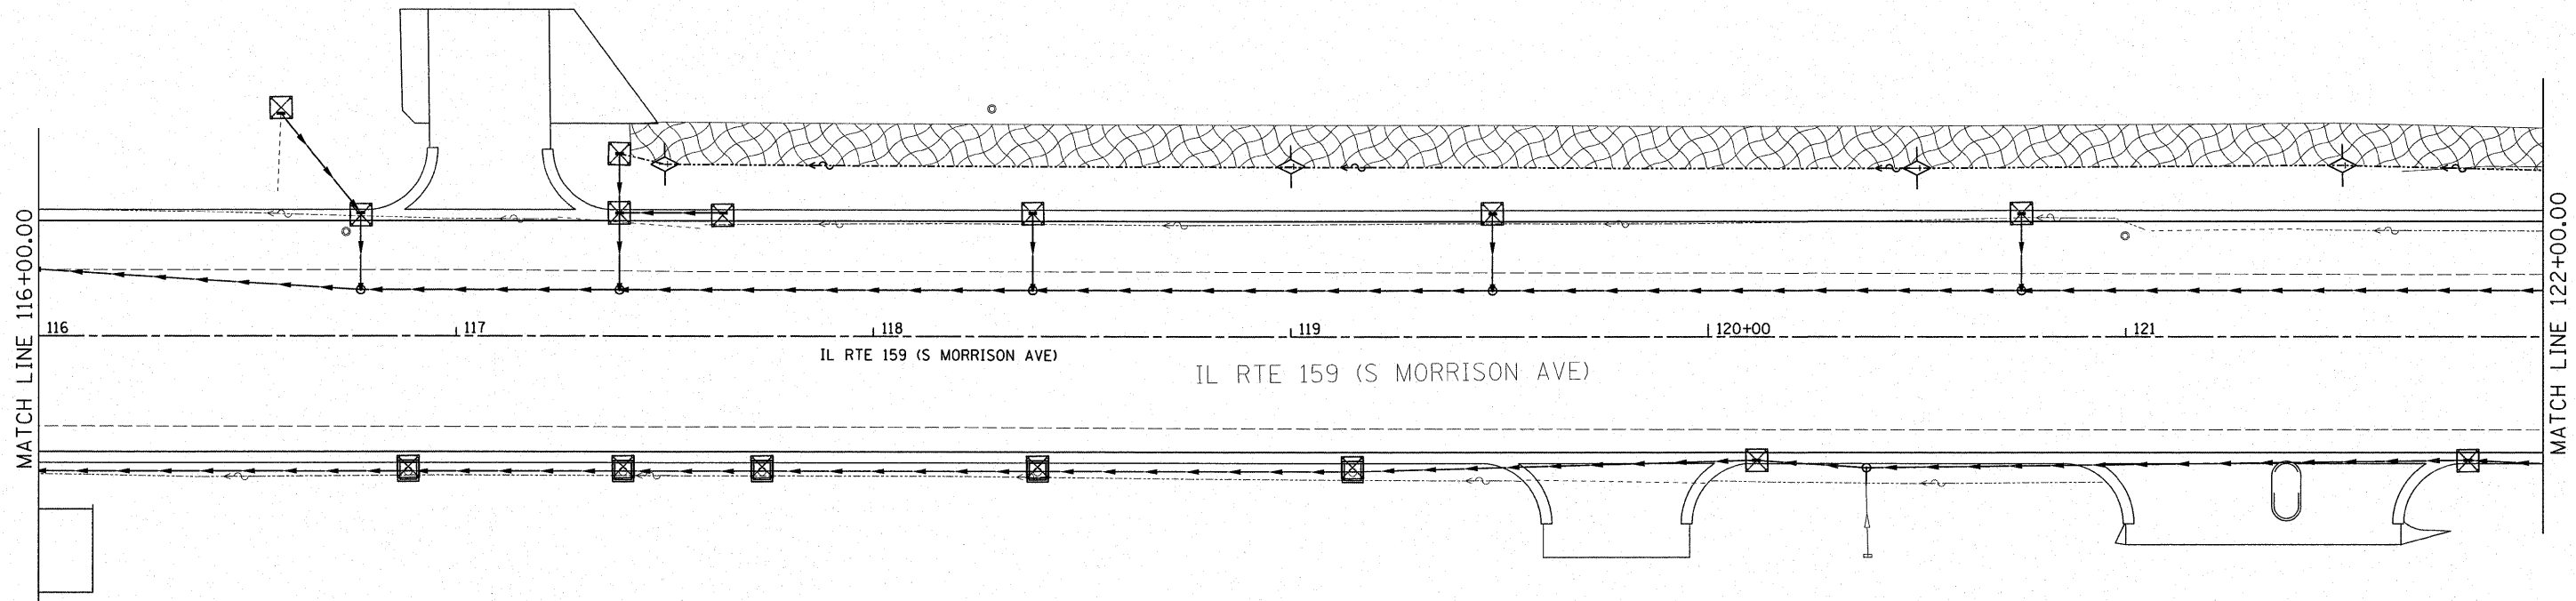 MATCH LINE 116+00.00
116
117
118
119
120+00
121
IL RTE 159 (S MORRISON AVE)
IL RTE 159 (S MORRISON AVE)
MATCH LINE 122+00.00